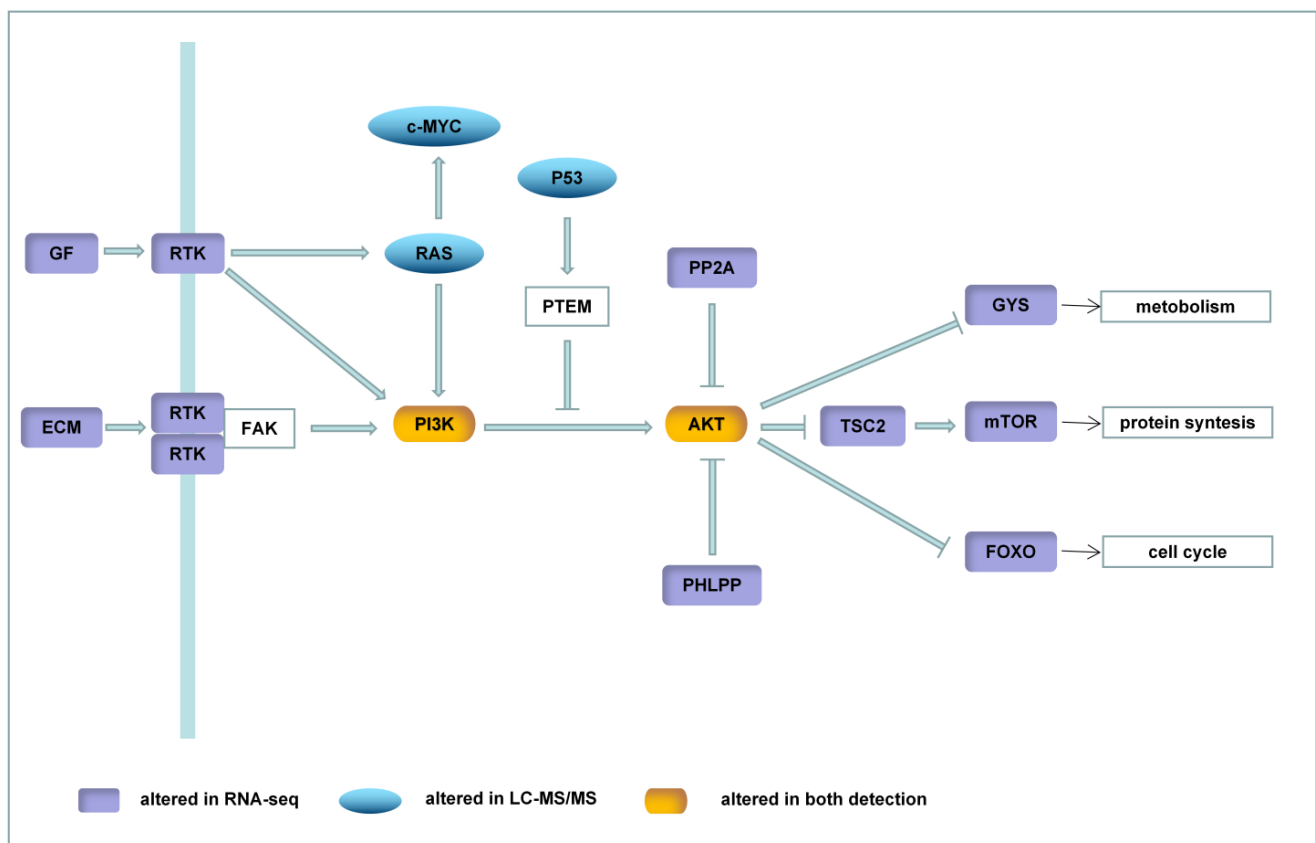 c-MYC
P53
GF
RTK
RAS
PP2A
PTEM
GYS
metobolism
ECM
RTK
RTK
FAK
PI3K
AKT
TSC2
mTOR
protein syntesis
FOXO
cell cycle
PHLPP
altered in RNA-seq
altered in LC-MS/MS
altered in both detection